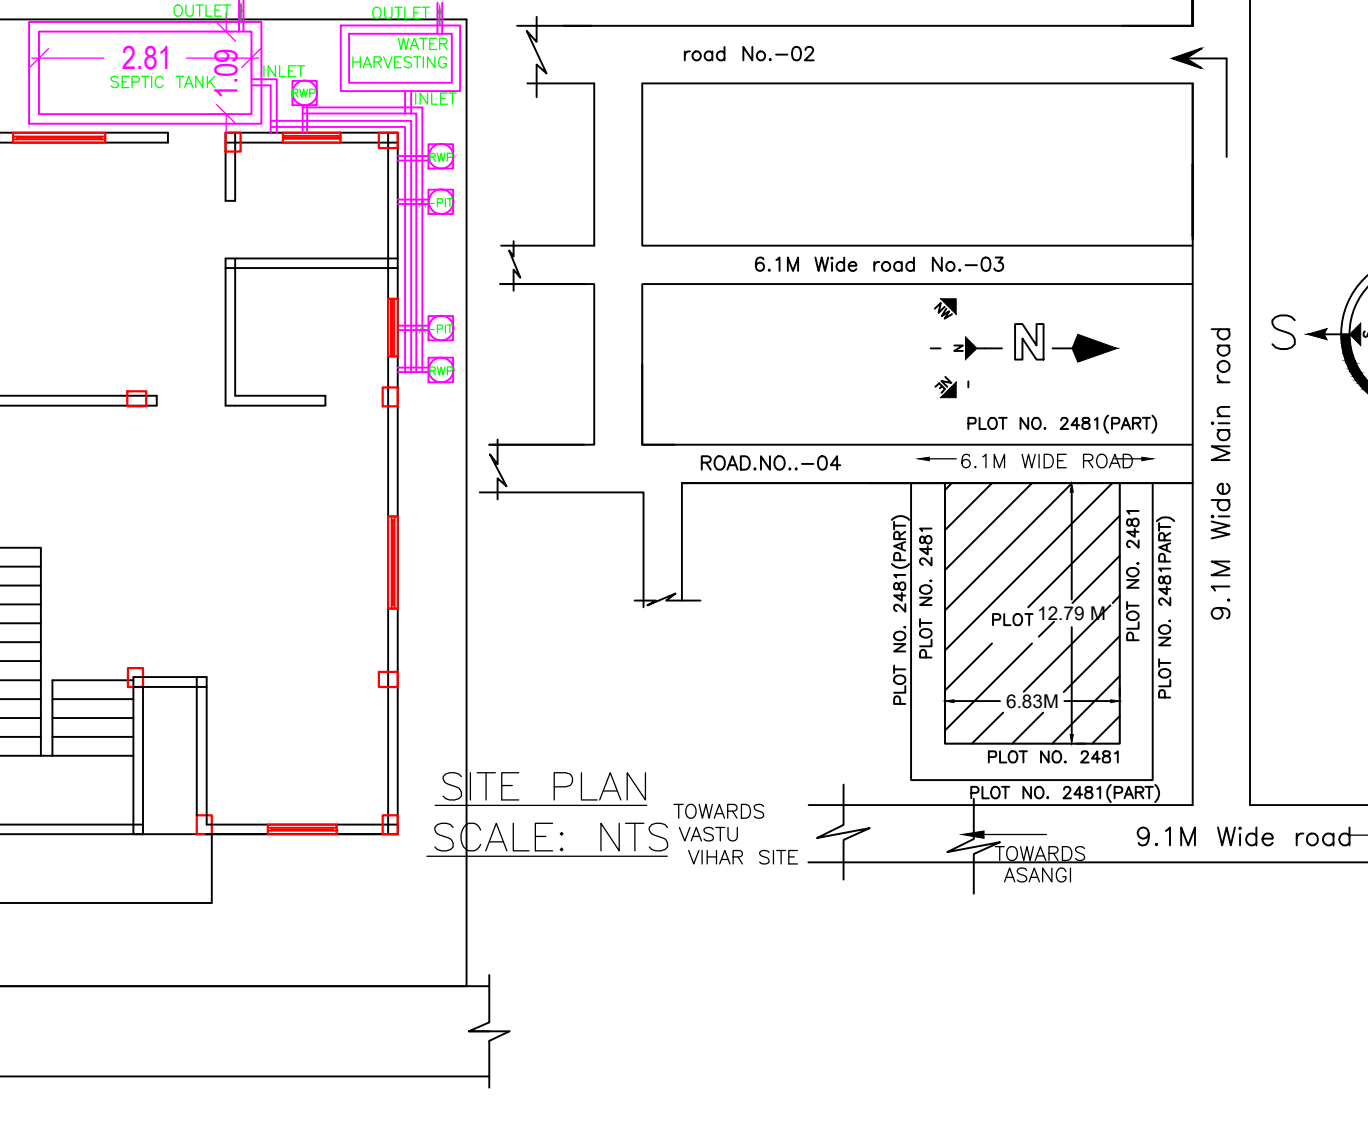 OUTLET
OUTLET
2.81
1.09
SEPTIC TANK
INLET
WATER
HARVESTING
RWP
INLET
RWP
-PIT
-PIT
RWP
road No.-02
6.1M Wide road No.-03
NW
N
N
NE
PLOT NO. 2481(PART)
ROAD.NO..-04
6.1M WIDE ROAD
9.1M Wide Main road
S
PLOT NO. 2481(PART)
PLOT NO. 2481
PLOT
12.79 M
6.83M
PLOT NO. 2481
PLOT NO. 2481PART)
PLOT NO. 2481
PLOT NO. 2481(PART)
SITE PLAN
SCALE: NTS
TOWARDS
VASTU
VIHAR SITE
TOWARDS
ASANGI
9.1M Wide road